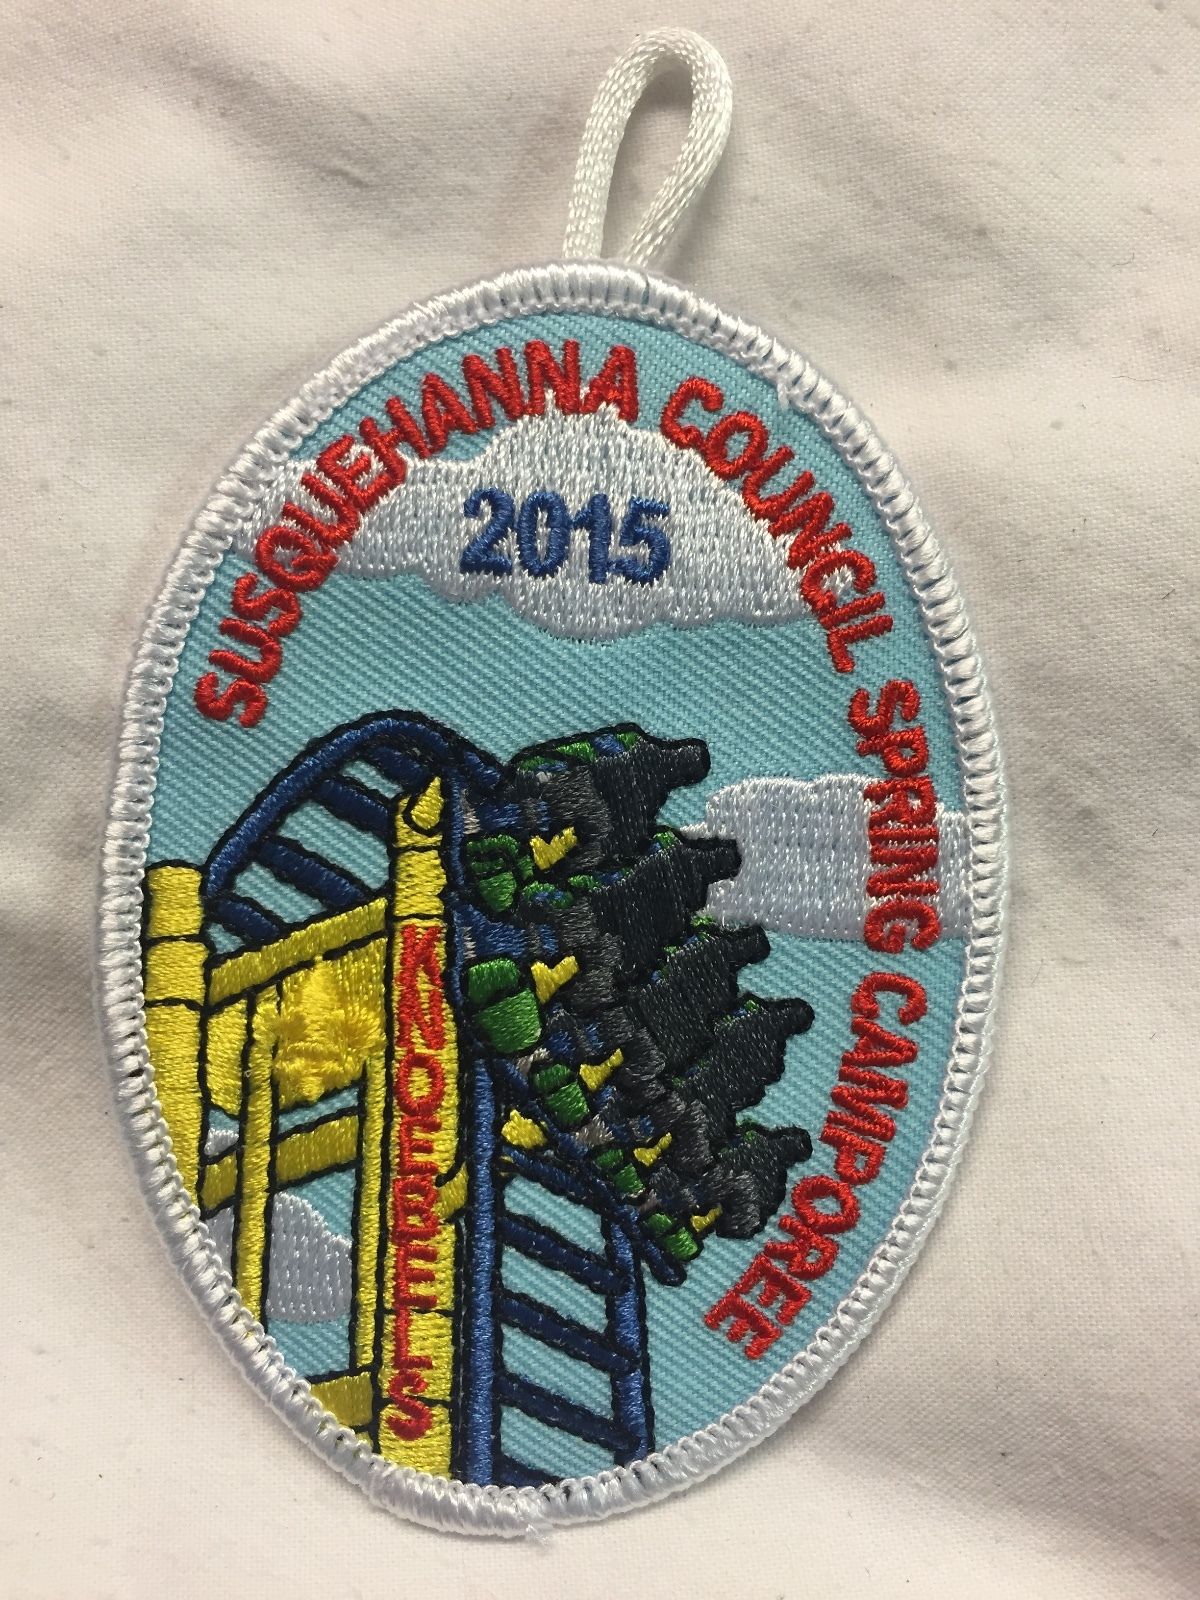 SUSQUEHANNA COUNCIL SPRING CAMPOREE
2015
KNOEBELS